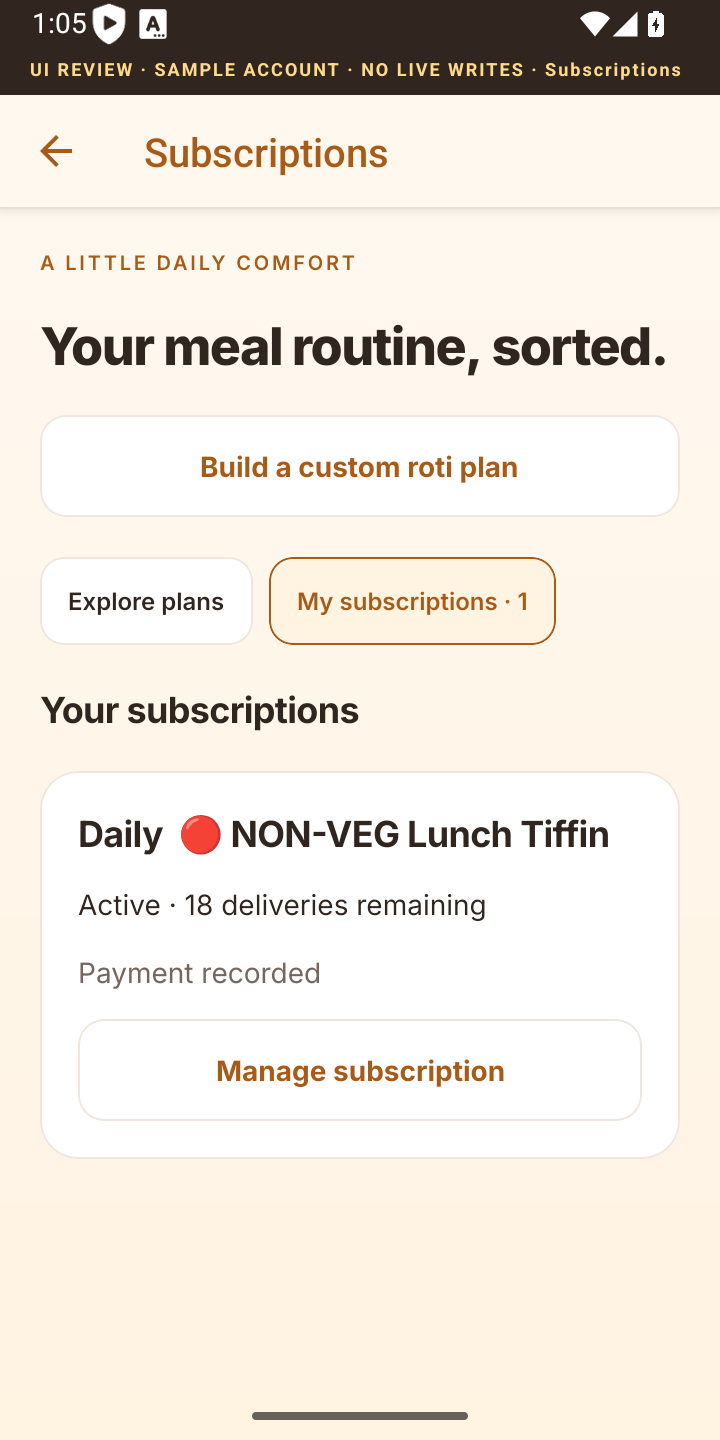 1:05
UI REVIEW · SAMPLE ACCOUNT · NO LIVE WRITES · Subscriptions
Subscriptions
A LITTLE DAILY COMFORT
Your meal routine, sorted.
Build a custom roti plan
Explore plans
My subscriptions · 1
Your subscriptions
Daily 🔴 NON-VEG Lunch Tiffin
Active · 18 deliveries remaining
Payment recorded
Manage subscription